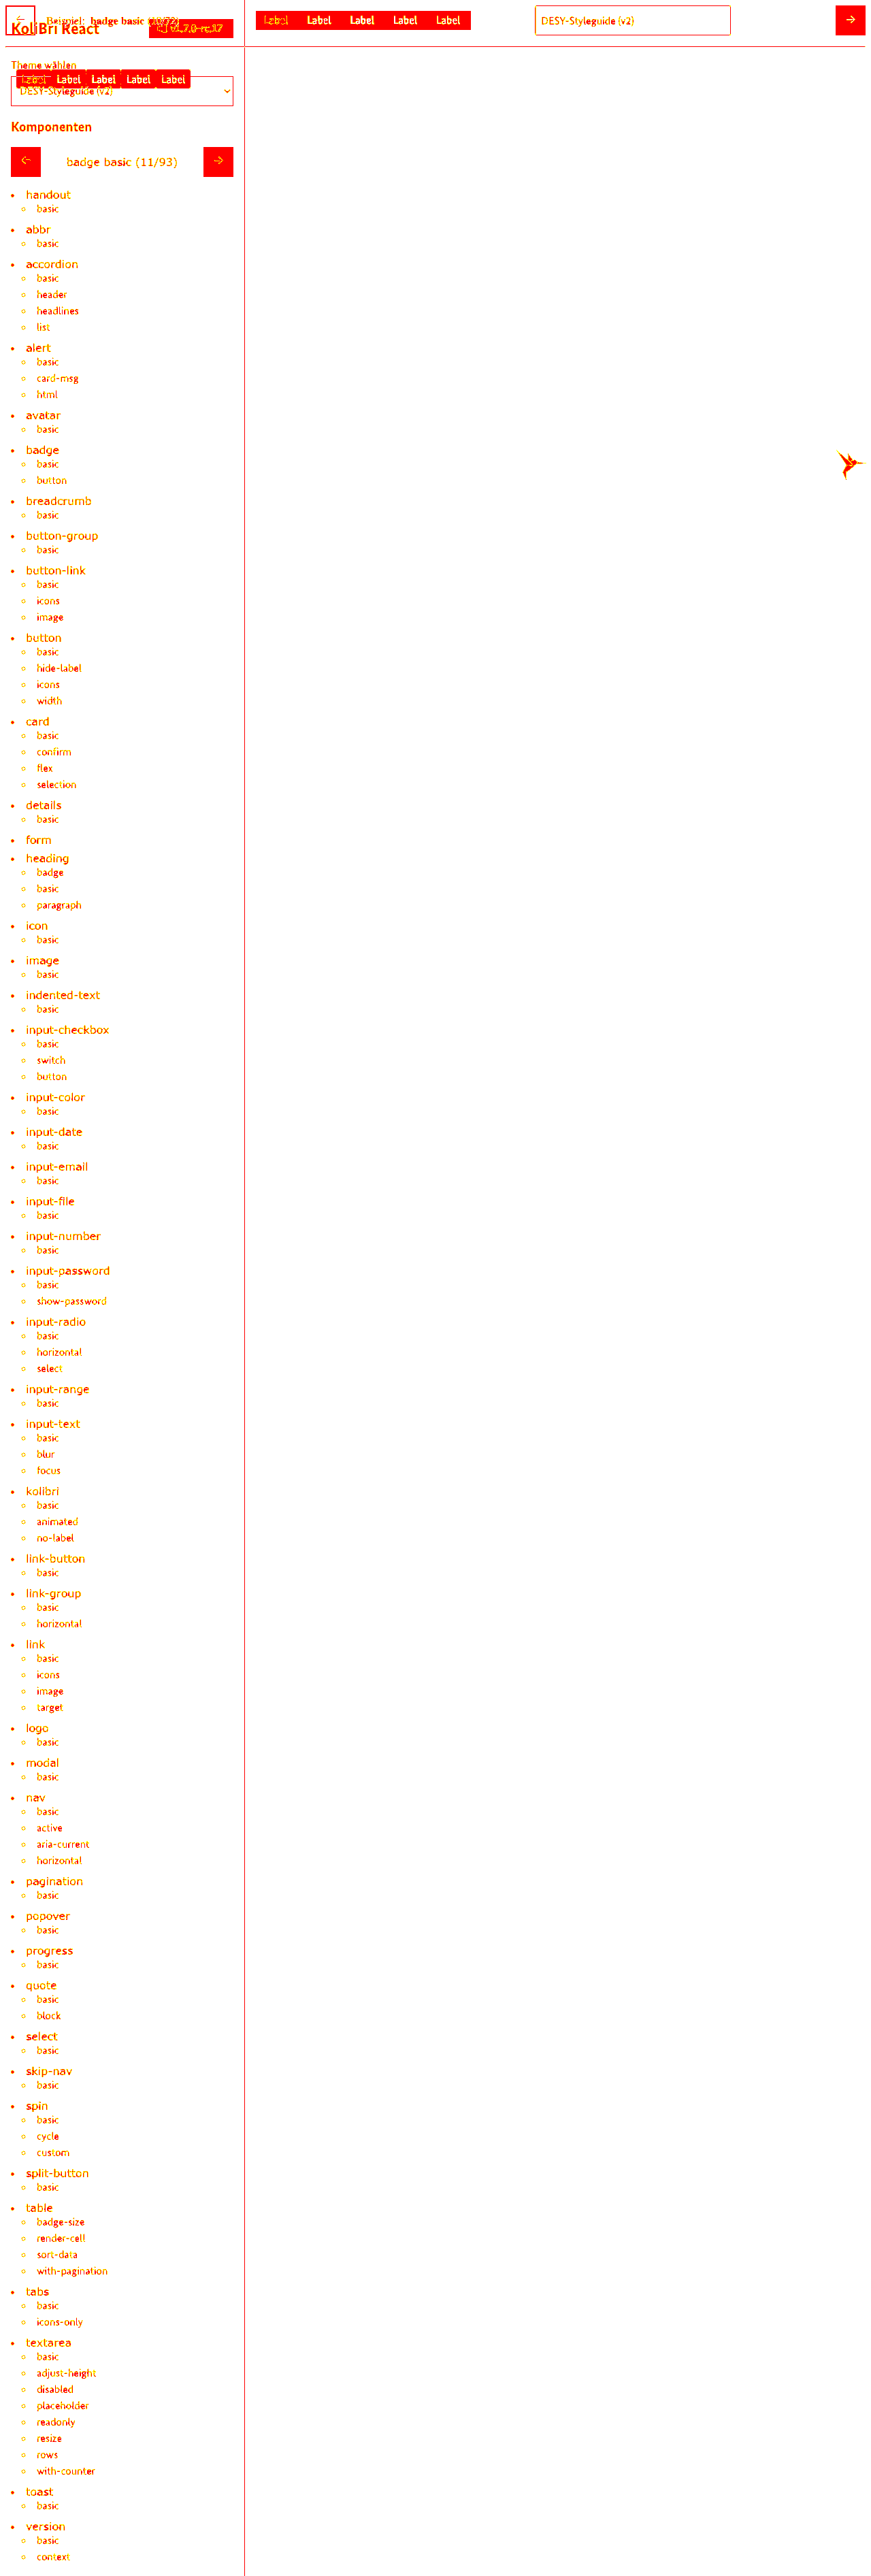 Beispiel: badge basic
KoliBri React
Label Label Label Label Label
DESY-Styleguide (v2)
Theme wählen
Label Label Label Label Label
DESY-Styleguide (v2)
Komponenten
badge basic (11/93)
handout
basic
abbr
basic
accordion
basic
header
headlines
list
alert
basic
card-msg
html
avatar
basic
badge
basic
button
breadcrumb
basic
button-group
basic
button-link
basic
icons
image
button
basic
hide-label
icons
width
card
basic
confirm
flex
selection
details
basic
form
heading
badge
basic
paragraph
icon
basic
image
basic
indented-text
basic
input-checkbox
basic
switch
button
input-color
basic
input-date
basic
input-email
basic
input-file
basic
input-number
basic
input-password
basic
show-password
input-radio
basic
horizontal
select
input-range
basic
input-text
basic
blur
focus
kolibri
basic
animated
no-label
link-button
basic
link-group
basic
horizontal
link
basic
icons
image
target
logo
basic
modal
basic
nav
basic
active
aria-current
horizontal
pagination
basic
popover
basic
progress
basic
quote
basic
block
select
basic
skip-nav
basic
spin
basic
cycle
custom
split-button
basic
table
badge-size
render-cell
sort-data
with-pagination
tabs
basic
icons-only
textarea
basic
adjust-height
disabled
placeholder
readonly
resize
rows
with-counter
toast
basic
version
basic
context